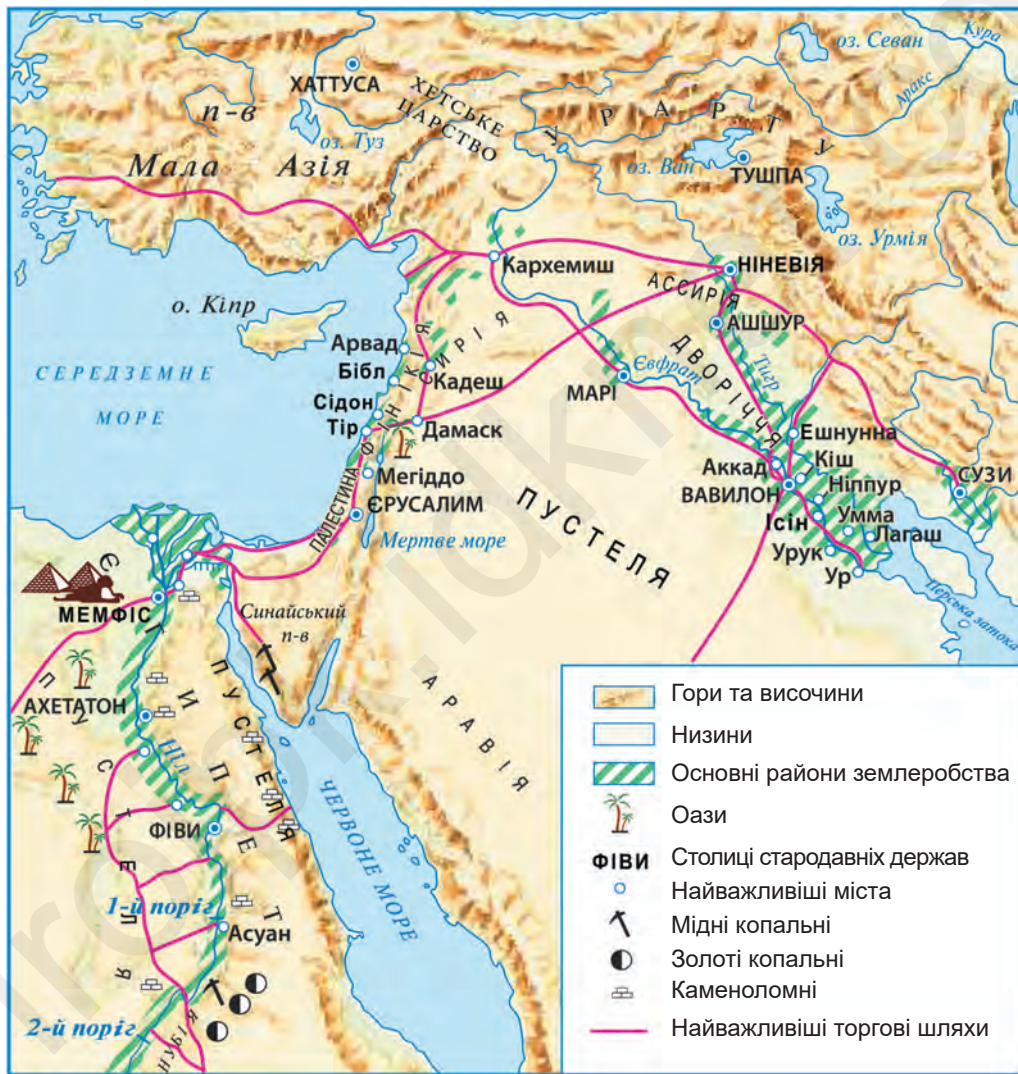 оз. Севан
Кура
Аракс
ХАТТУСА
п-в
Мала Азія
оз. Туз
ХЕТСЬКЕ
ЦАРСТВО
УРАРТУ
оз. Ван
ТУШПА
оз. Урмія
Кархемиш
НІНЕВІЯ
АССИРІЯ
АШШУР
о. Кіпр
Арвад
Бібл
СИРІЯ
Кадеш
ФІНІКІЯ
МАРІ
Євфрат
Тигр
ДВОРІЧЧЯ
СЕРЕДЗЕМНЕ
МОРЕ
Сідон
Тір
Дамаск
Ешнунна
Аккад
Кіш
ВАВИЛОН
Ніппур
СУЗИ
Мегіддо
ПАЛЕСТИНА
ЄРУСАЛИМ
Мертве море
ПУСТЕЛЯ
Ісін
Умма
Лагаш
Урук
Ур
Перська затока
МЕМФІС
ЄГИПЕТ
Синайський
п-в
ПУСТЕЛЯ
ПУСТЕЛЯ
АРАВІЯ
АХЕТАТОН
Ніл
ФІВИ
ЧЕРВОНЕ МОРЕ
1-й поріг
Асуан
2-й поріг
НУБІЯ
Гори та височини
Низини
Основні райони землеробства
Оази
ФІВИ Столиці стародавніх держав
Найважливіші міста
Мідні копальні
Золоті копальні
Каменоломні
Найважливіші торгові шляхи